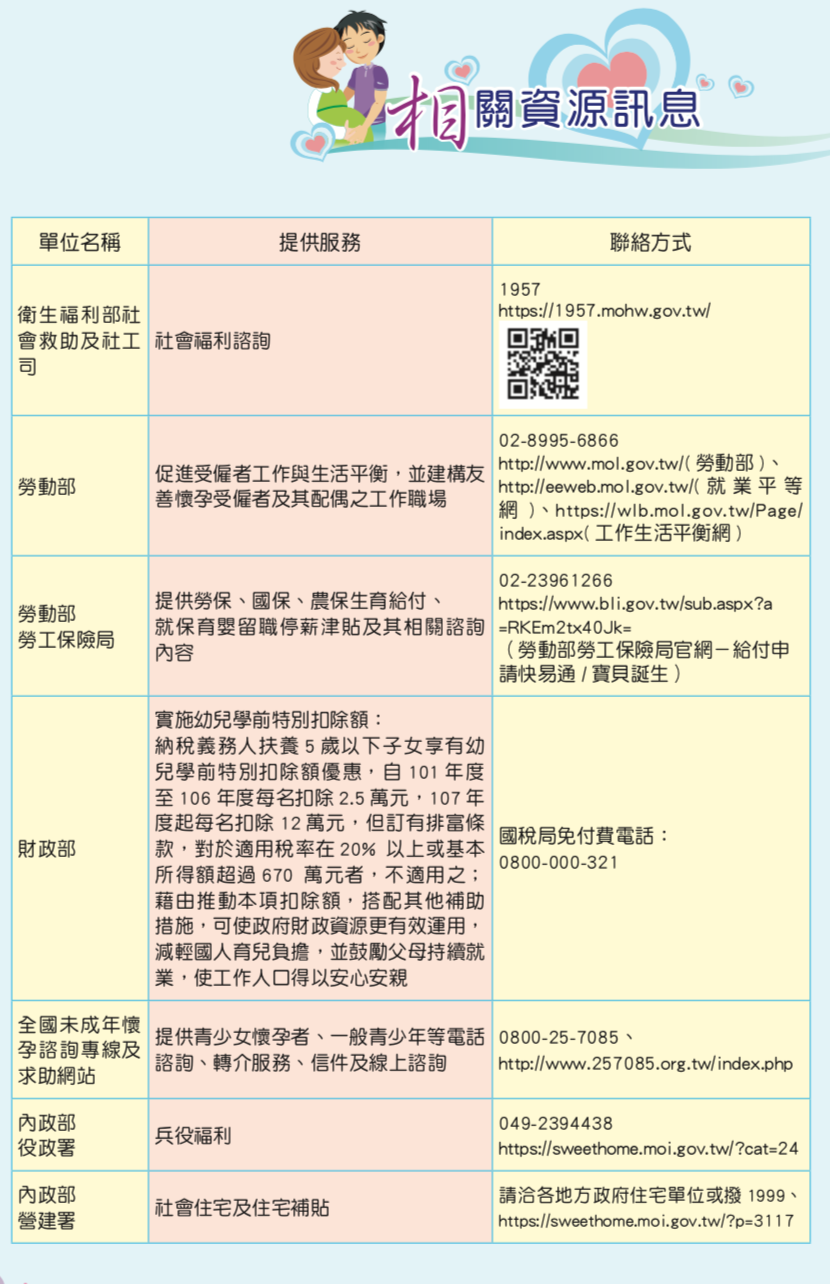 相關資源訊息
單位名稱
提供服務
聯絡方式
衛生福利部社
會救助及社工
司
社會福利諮詢
1957
https://1957.mohw.gov.tw/
勞動部
促進受僱者工作與生活平衡，並建構友
善懷孕受僱者及其配偶之工作職場
02-8995-6866
http://www.mol.gov.tw/( 勞動部 )、
http://eeweb.mol.gov.tw/( 就 業 平 等
網 )、https://wlb.mol.gov.tw/Page/
index.aspx( 工作生活平衡網 )
勞動部
勞工保險局
提供勞保、國保、農保生育給付、
就保育嬰留職停薪津貼及其相關諮詢
內容
02-23961266
https://www.bli.gov.tw/sub.aspx?a
=RKEm2tx40Jk=
（勞動部勞工保險局官網－給付申
請快易通 / 寶貝誕生）
財政部
實施幼兒學前特別扣除額：
納稅義務人扶養 5 歲以下子女享有幼
兒學前特別扣除額優惠，自 101 年度
至 106 年度每名扣除 2.5 萬元，107 年
度起每名扣除 12 萬元，但訂有排富條
款，對於適用稅率在 20% 以上或基本
所得額超過 670 萬元者，不適用之；
藉由推動本項扣除額，搭配其他補助
措施，可使政府財政資源更有效運用，
減輕國人育兒負擔，並鼓勵父母持續就
業，使工作人口得以安心安親
國稅局免付費電話：
0800-000-321
全國未成年懷
孕諮詢專線及
求助網站
提供青少女懷孕者、一般青少年等電話
諮詢、轉介服務、信件及線上諮詢
0800-25-7085、
http://www.257085.org.tw/index.php
內政部
役政署
兵役福利
049-2394438
https://sweethome.moi.gov.tw/?cat=24
內政部
營建署
社會住宅及住宅補貼
請洽各地方政府住宅單位或撥 1999、
https://sweethome.moi.gov.tw/?p=3117